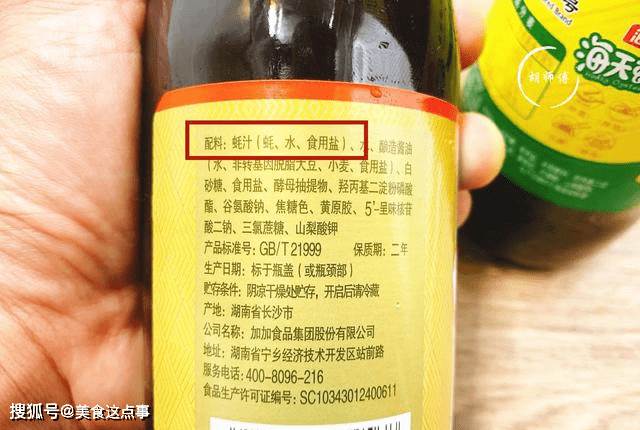 配料：蚝汁（蚝、水、食用盐）、水、酿造酱油
（水、非转基因脱脂大豆、小麦、食用盐）、白
砂糖、食用盐、酵母抽提物、羟丙基二淀粉磷酸
酯、谷氨酸钠、焦糖色、黄原胶、5'-呈味核苷
酸二钠、三氯蔗糖、山梨酸钾
产品标准号：GB/T 21999 保质期：二年
生产日期：标于瓶盖（或瓶颈部）
贮存条件：阴凉干燥处贮存，开启后请冷藏
产地：湖南省长沙市
公司名称：加加食品集团股份有限公司
地址：湖南省宁乡经济技术开发区站前路
服务电话：400-8096-216
食品生产许可证编号：SC10343012400611
号
Brand
海天
胡师傅
搜狐号@美食这点事